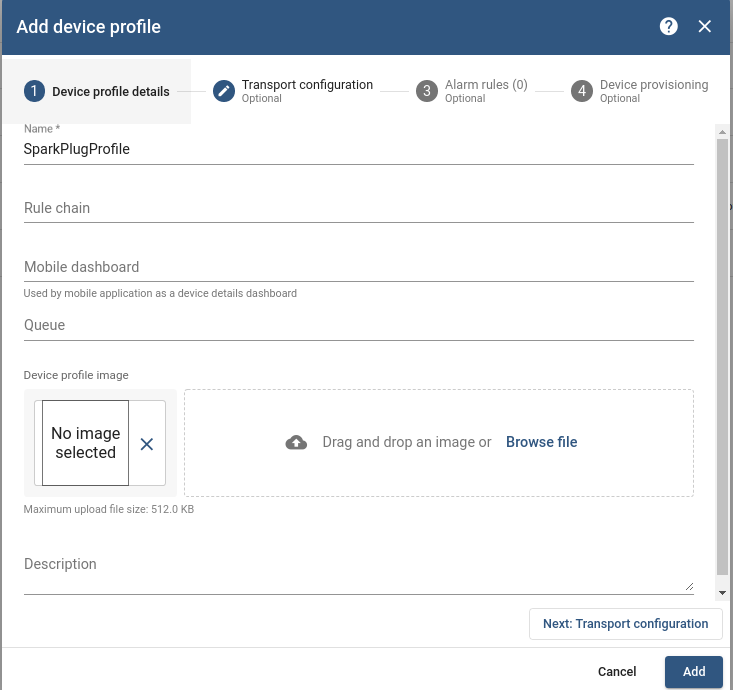 Add device profile
?
1 Device profile details
Transport configuration
Optional
3 Alarm rules (0)
Optional
4 Device provisioning
Optional
Name *
SparkPlugProfile
Rule chain
Mobile dashboard
Used by mobile application as a device details dashboard
Queue
Device profile image
No image
selected
Drag and drop an image or Browse file
Maximum upload file size: 512.0 KB
Description
Next: Transport configuration
Cancel Add